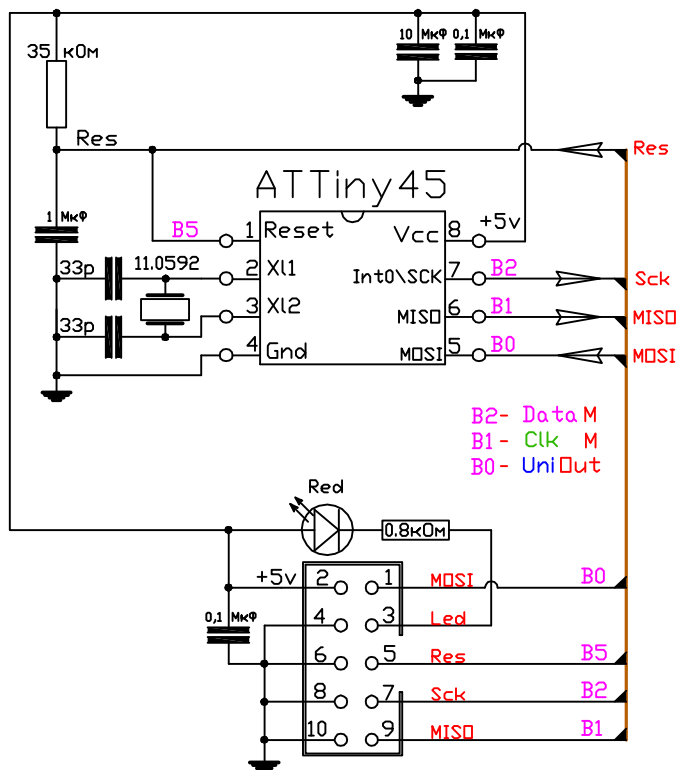 10 МкФ 0,1 МкФ
35 кОм
Res Res
ATTiny45
B5 1 Reset Vcc 8 +5v
1 МкФ
33p 11.0592 2 Xl1 Int0\SCK 7 B2 Sck
33p 3 Xl2 MISO 6 B1 MISO
4 Gnd MOSI 5 B0 MOSI
B2- Data M
B1- Clk M
B0- UniOut
Red
0.8кОм
+5v 2 1 MOSI B0
0,1 МкФ 4 3 Led
6 5 Res B5
8 7 Sck B2
10 9 MISO B1